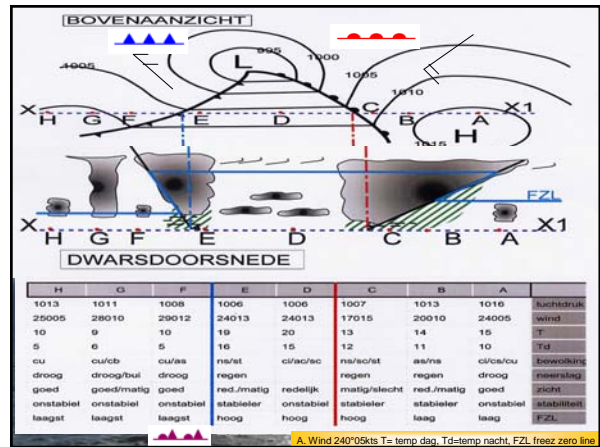 BOVENAANZICHT
995
1000
1005
1005
1010
1015
L
H
X H G F E D C B A X1
FZL
X H G F E D C B A X1
DWARSDOORSNEDE
H G F E D C B A
1013 1011 1008 1006 1006 1007 1013 1016 luchtdruk
25005 28010 29012 24013 24013 17015 20010 24005 wind
10 9 10 19 20 13 14 15 T
5 6 5 16 15 12 11 10 Td
cu cu/cb cu/as ns/st ci/ac/sc ns/sc/st as/ns ci/cs/cu bewolking
droog droog/bui droog regen regen regen droog neerslag
goed goed/matig goed red./matig redelijk matig/slecht red./matig goed zicht
onstabiel onstabiel onstabiel stabieler onstabiel stabieler stabieler onstabiel stabiliteit
laagst laagst laagst hoog hoog hoog laag laag FZL
A. Wind 240°05kts T= temp dag, Td=temp nacht, FZL freez zero line